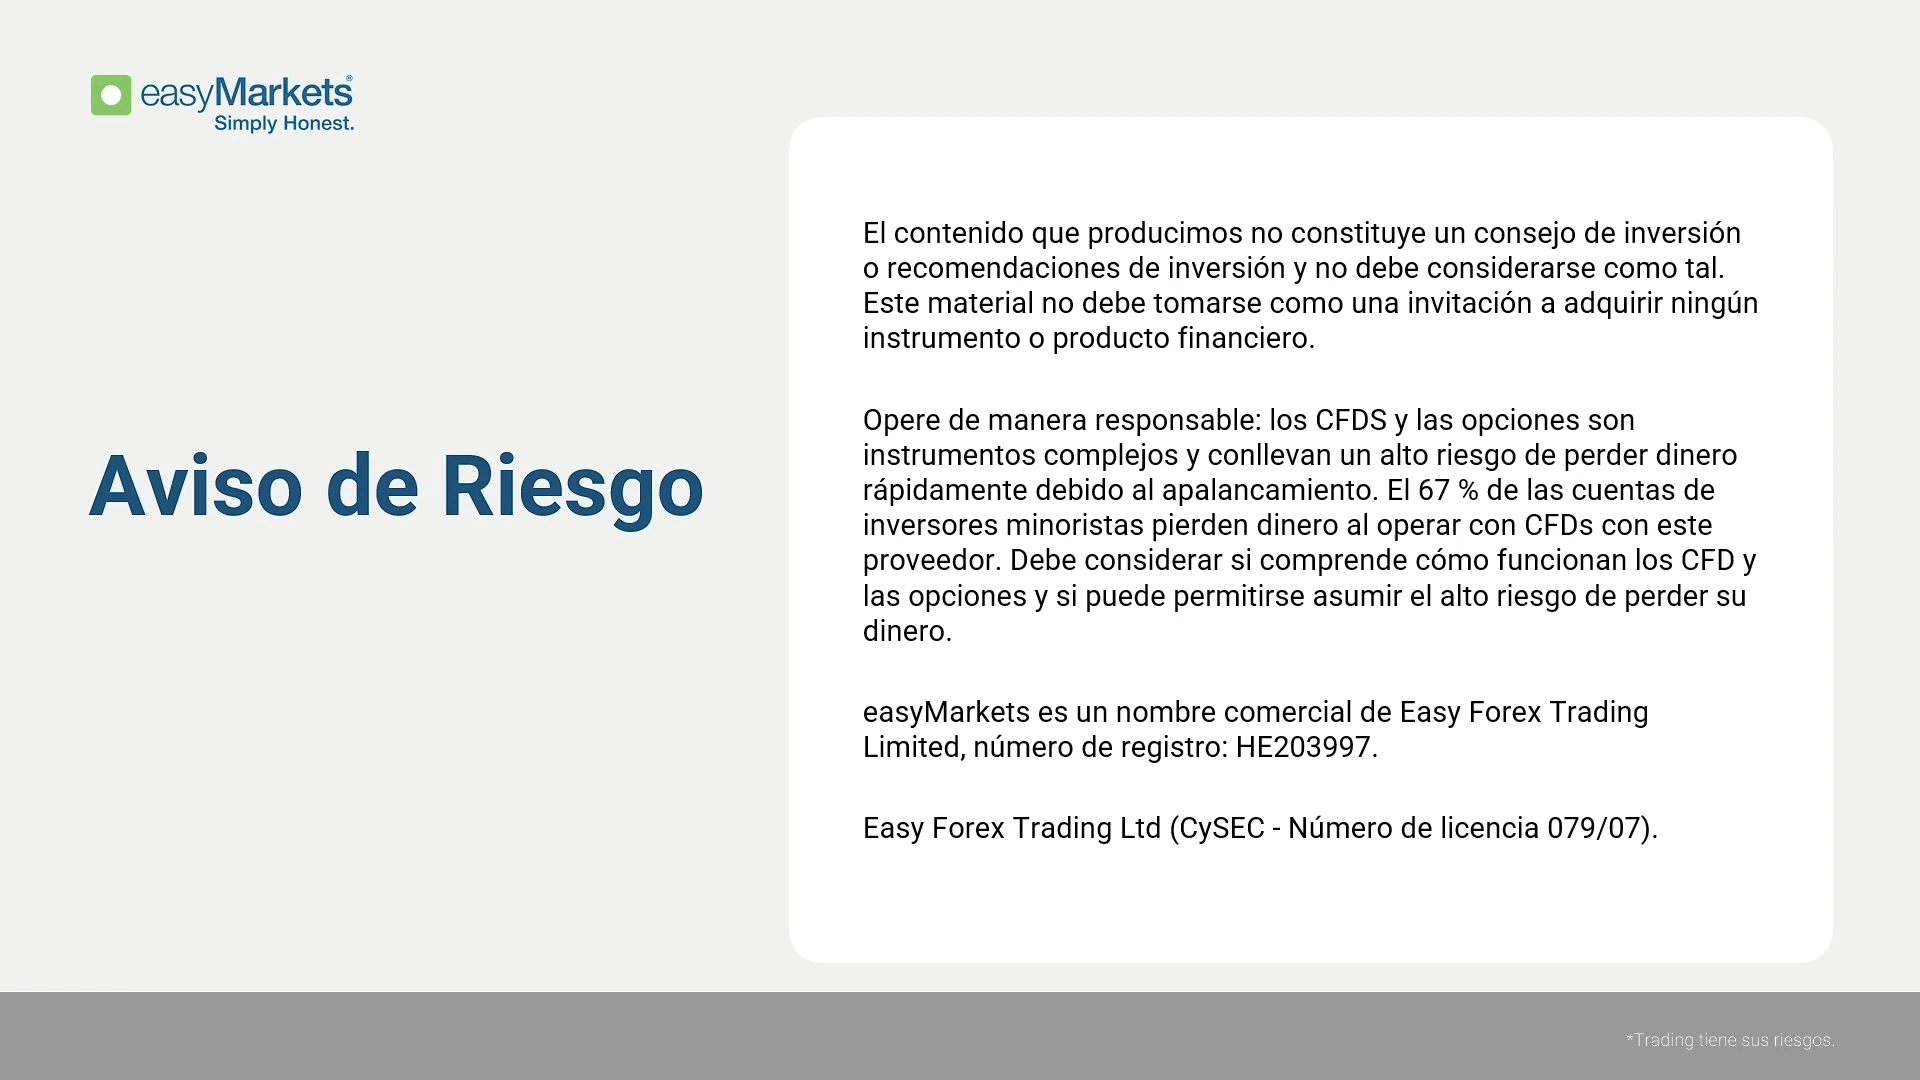 easyMarkets®
Simply Honest.
Aviso de Riesgo
El contenido que producimos no constituye un consejo de inversión
o recomendaciones de inversión y no debe considerarse como tal.
Este material no debe tomarse como una invitación a adquirir ningún
instrumento o producto financiero.
Opere de manera responsable: los CFDS y las opciones son
instrumentos complejos y conllevan un alto riesgo de perder dinero
rápidamente debido al apalancamiento. El 67 % de las cuentas de
inversores minoristas pierden dinero al operar con CFDs con este
proveedor. Debe considerar si comprende cómo funcionan los CFD y
las opciones y si puede permitirse asumir el alto riesgo de perder su
dinero.
easyMarkets es un nombre comercial de Easy Forex Trading
Limited, número de registro: HE203997.
Easy Forex Trading Ltd (CySEC - Número de licencia 079/07).
*Trading tiene sus riesgos.